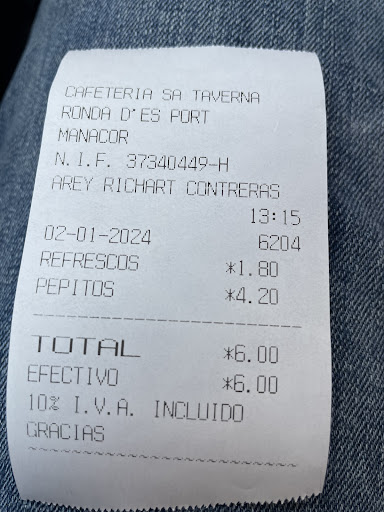 CAFETERIA SA TAVERNA
RONDA D'ES PORT
MANACOR
N.I.F. 37340449-H
AREY RICHART CONTRERAS
13:15
02-01-2024 6204
REFRESCOS *1.80
PEPITOS *4.20
TOTAL *6.00
EFECTIVO *6.00
10% I.V.A. INCLUIDO
GRACIAS